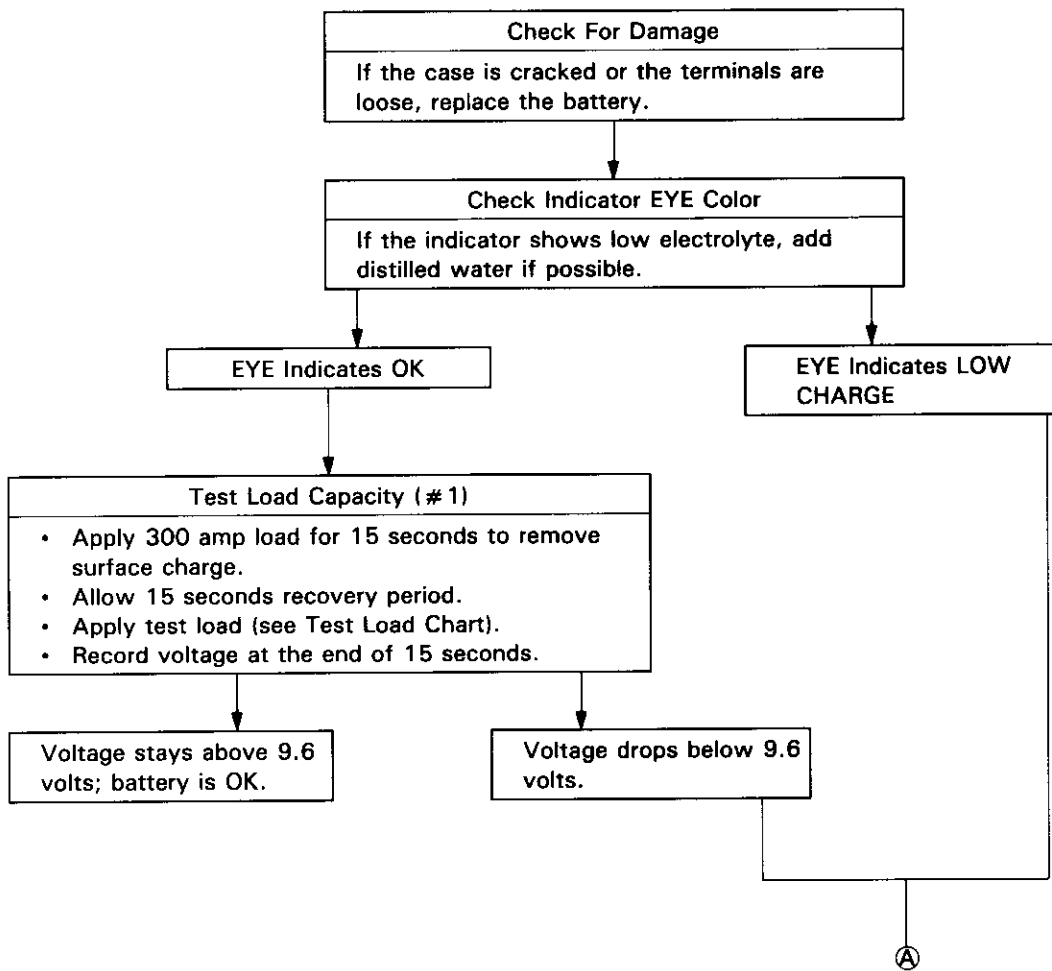 Check For Damage
If the case is cracked or the terminals are
loose, replace the battery.
Check Indicator EYE Color
If the indicator shows low electrolyte, add
distilled water if possible.
EYE Indicates OK
EYE Indicates LOW
CHARGE
Test Load Capacity (#1)
• Apply 300 amp load for 15 seconds to remove
surface charge.
• Allow 15 seconds recovery period.
• Apply test load (see Test Load Chart).
• Record voltage at the end of 15 seconds.
Voltage stays above 9.6
volts; battery is OK.
Voltage drops below 9.6
volts.
A